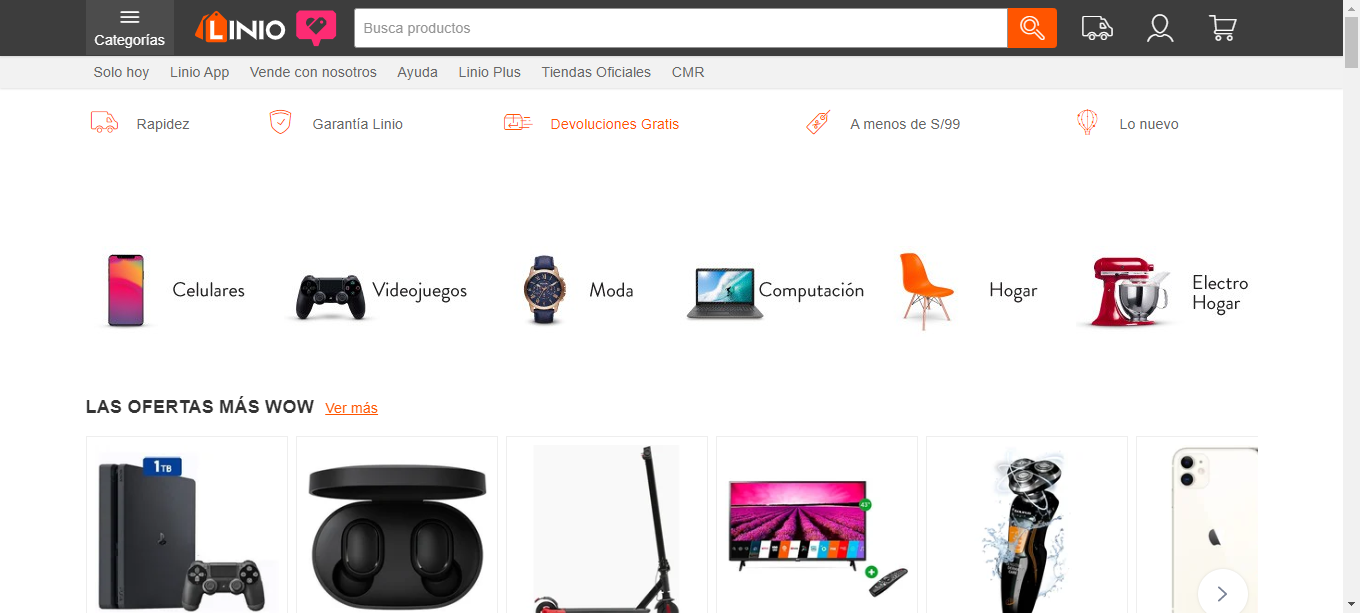 Categorías
LINIO
Busca productos
Solo hoy
Linio App
Vende con nosotros
Ayuda
Linio Plus
Tiendas Oficiales
CMR
Rapidez
Garantía Linio
Devoluciones Gratis
A menos de S/99
Lo nuevo
Celulares
Videojuegos
Moda
Computación
Hogar
Electro
Hogar
LAS OFERTAS MÁS WOW Ver más
1TB
43"